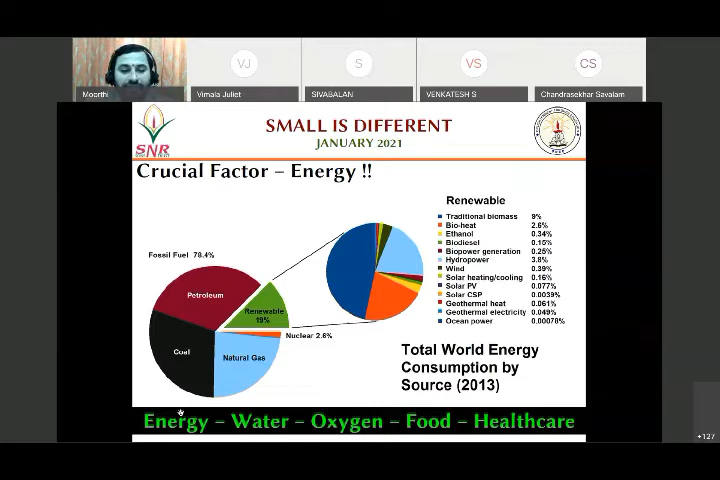 VJ
S
VS
CS
Moorthi
Vimala Juliet
SIVABALAN
VENKATESH S
Chandrasekhar Savalam
SNR
SMALL IS DIFFERENT
JANUARY 2021
Crucial Factor – Energy !!
Renewable
Traditional biomass 9%
Bio-heat 2.6%
Ethanol 0.34%
Biodiesel 0.15%
Biopower generation 0.25%
Hydropower 3.8%
Wind 0.39%
Solar heating/cooling 0.16%
Solar PV 0.077%
Solar CSP 0.0039%
Geothermal heat 0.061%
Geothermal electricity 0.049%
Ocean power 0.00078%
Fossil Fuel 78.4%
Petroleum
Renewable
19%
Nuclear 2.6%
Coal
Natural Gas
Total World Energy
Consumption by
Source (2013)
Energy – Water – Oxygen – Food – Healthcare
+127